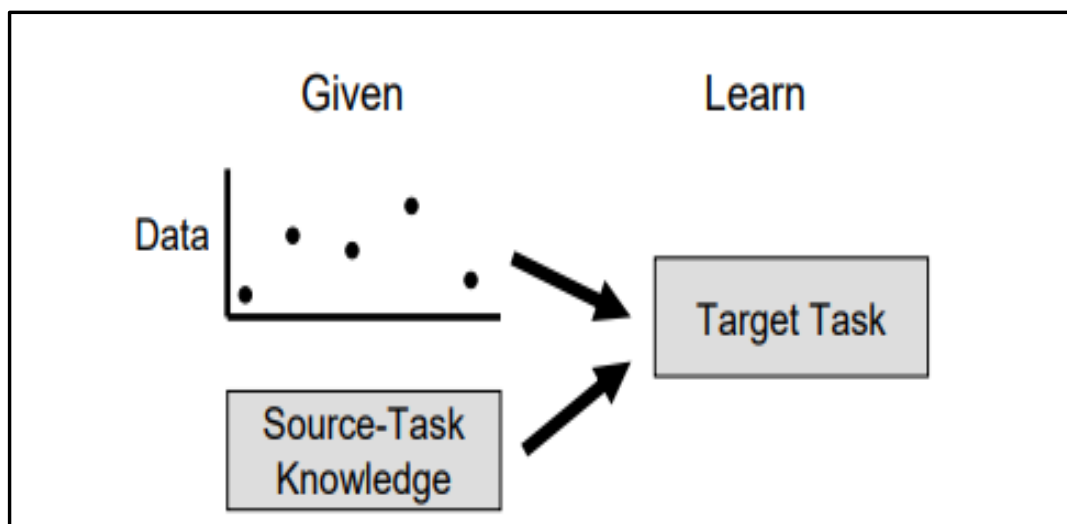 Given
Learn
Data
Target Task
Source-Task
Knowledge